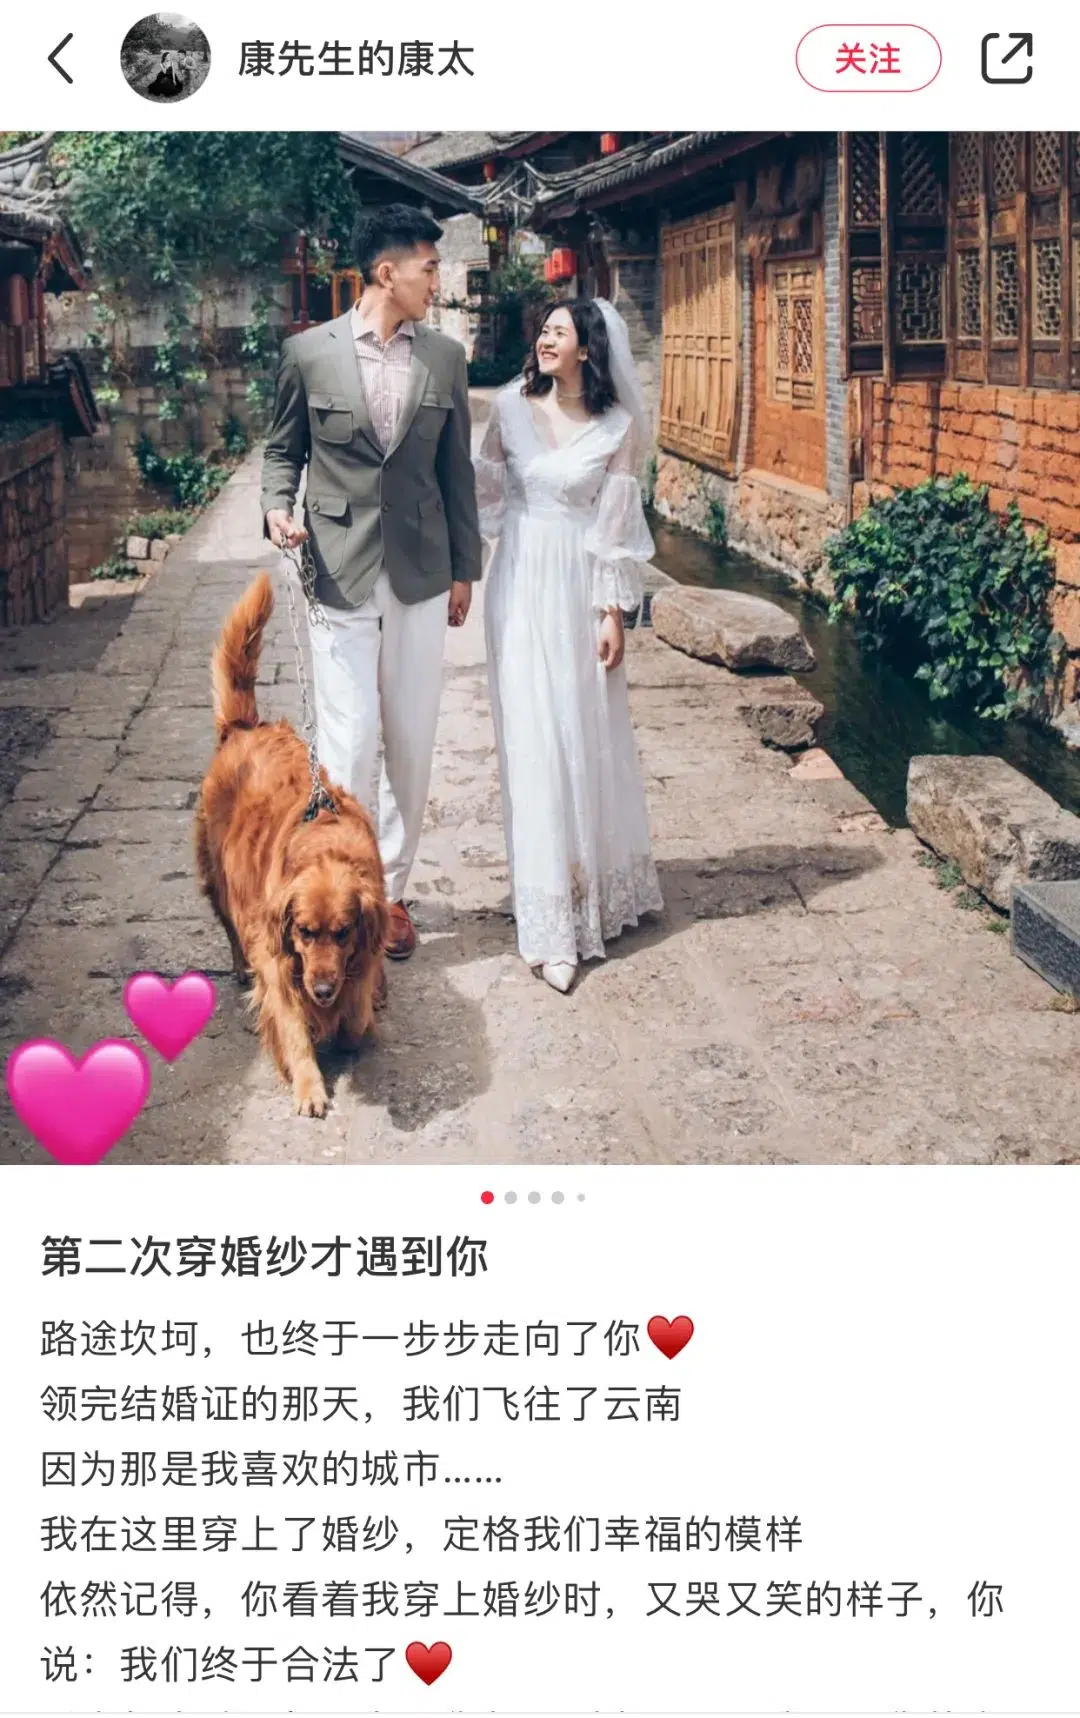 康先生的康太
关注
第二次穿婚纱才遇到你
路途坎坷，也终于一步步走向了你♥️
领完结婚证的那天，我们飞往了云南
因为那是我喜欢的城市……
我在这里穿上了婚纱，定格我们幸福的模样
依然记得，你看着我穿上婚纱时，又哭又笑的样子，你
说：我们终于合法了♥️